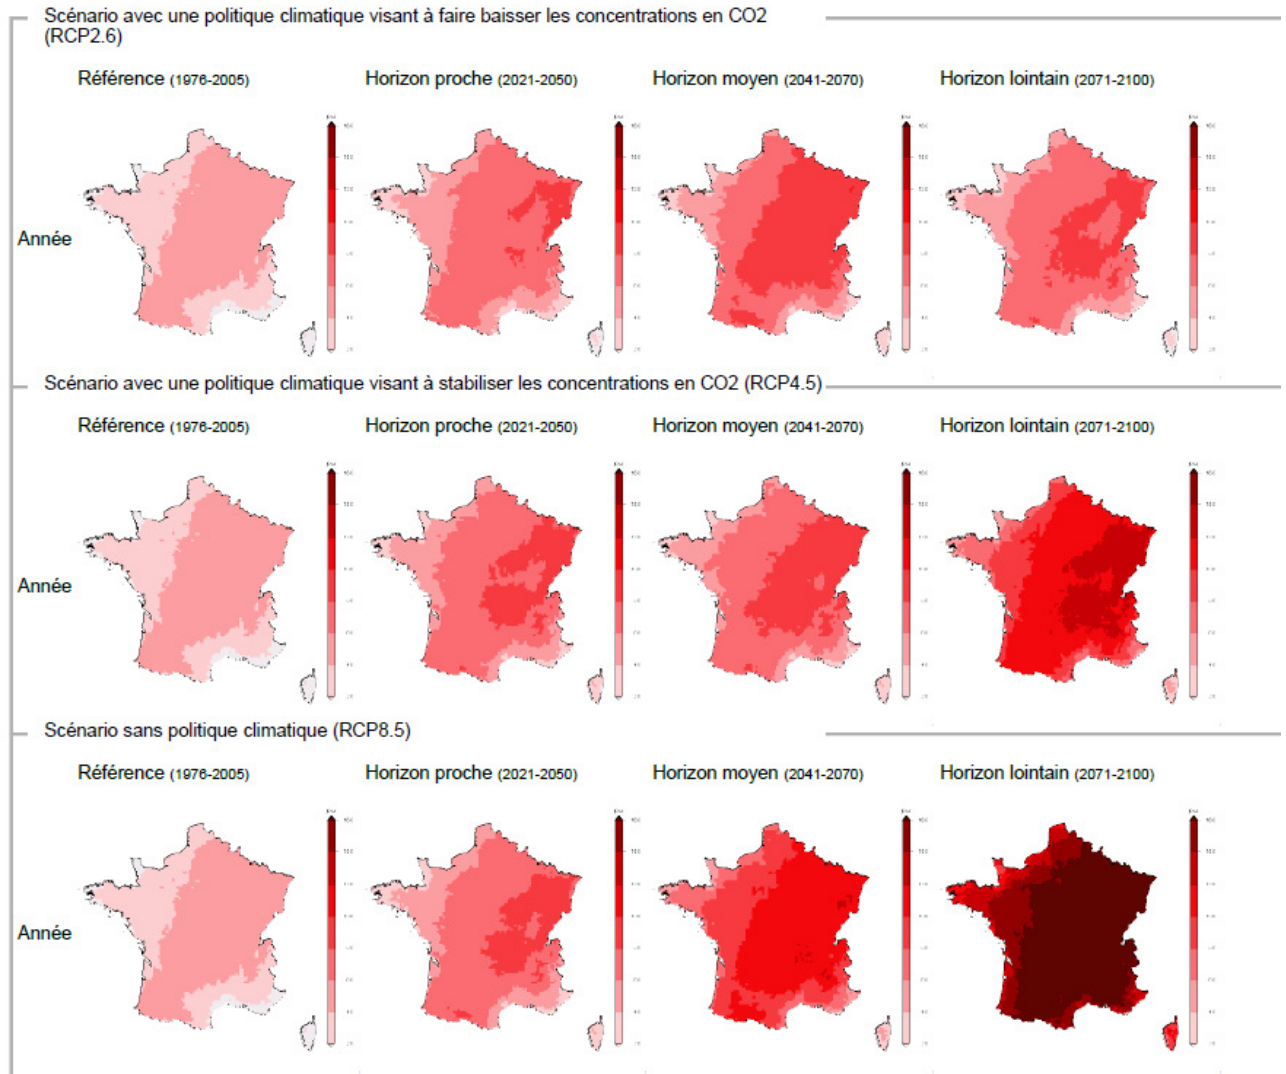 Scénario avec une politique climatique visant à faire baisser les concentrations en CO2
(RCP2.6)
Référence (1976-2005) Horizon proche (2021-2050) Horizon moyen (2041-2070) Horizon lointain (2071-2100)
Année
Scénario avec une politique climatique visant à stabiliser les concentrations en CO2 (RCP4.5)
Référence (1976-2005) Horizon proche (2021-2050) Horizon moyen (2041-2070) Horizon lointain (2071-2100)
Année
Scénario sans politique climatique (RCP8.5)
Référence (1976-2005) Horizon proche (2021-2050) Horizon moyen (2041-2070) Horizon lointain (2071-2100)
Année